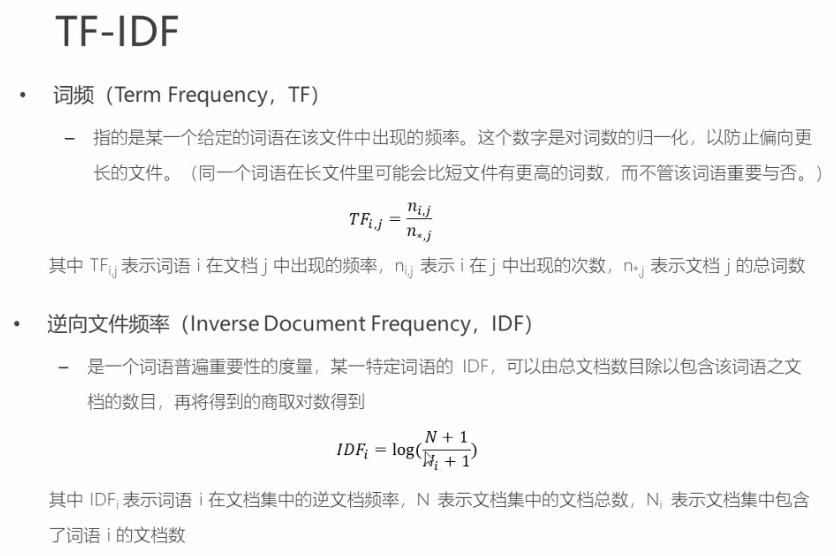 TF-IDF
• 词频（Term Frequency，TF）
– 指的是某一个给定的词语在该文件中出现的频率。这个数字是对词数的归一化，以防止偏向更
长的文件。（同一个词语在长文件里可能会比短文件有更高的词数，而不管该词语重要与否。）
TF_{i,j} = \frac{n_{i,j}}{n_{*,j}}
其中 TF_{i,j} 表示词语 i 在文档 j 中出现的频率，n_{i,j} 表示 i 在 j 中出现的次数，n_{*,j} 表示文档 j 的总词数
• 逆向文件频率（Inverse Document Frequency，IDF）
– 是一个词语普遍重要性的度量，某一特定词语的 IDF，可以由总文档数目除以包含该词语之文
档的数目，再将得到的商取对数得到
IDF_i = log(\frac{N + 1}{N_i + 1})
其中 IDF_i 表示词语 i 在文档集中的逆文档频率，N 表示文档集中的文档总数，N_i 表示文档集中包含
了词语 i 的文档数